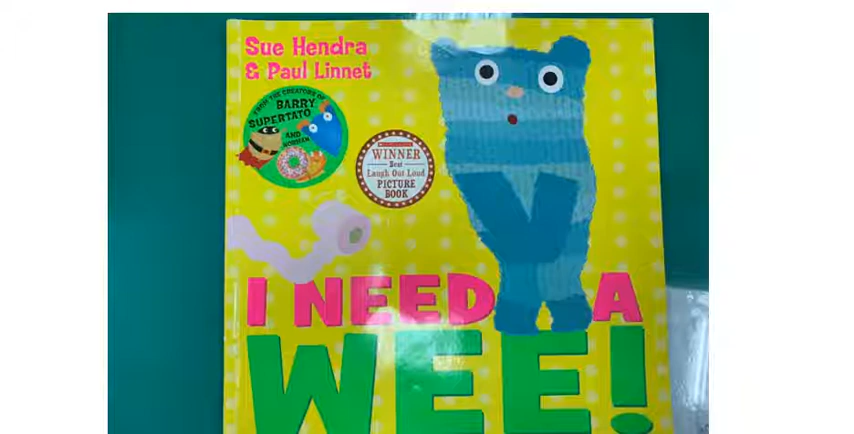 Sue Hendra
& Paul Linnet
FROM THE CREATORS OF
BARRY,
SUPERTATO
AND
NORMAN
WINNER
Best
Laugh Out Loud
PICTURE
BOOK
I NEED A
WEE!